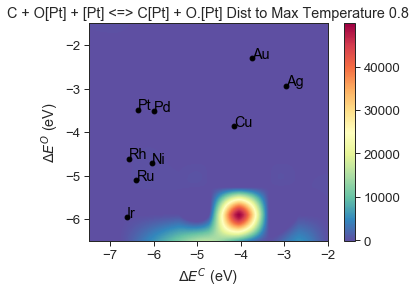 C + O[Pt] + [Pt] <=> C[Pt] + O.[Pt] Dist to Max Temperature 0.8
−2
−3
−4
−5
−6
ΔE^O (eV)
Au
Ag
Pt
Pd
Cu
Rh
Ni
Ru
Ir
−7
−6
−5
−4
−3
−2
ΔE^C (eV)
40000
30000
20000
10000
0